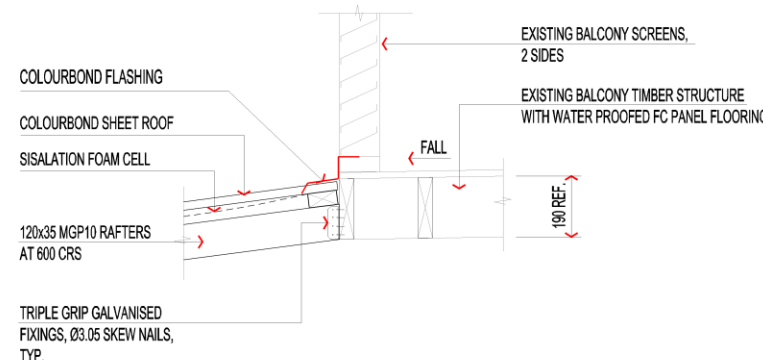 EXISTING BALCONY SCREENS,
2 SIDES
COLOURBOND FLASHING
EXISTING BALCONY TIMBER STRUCTURE
WITH WATER PROOFED FC PANEL FLOORING
COLOURBOND SHEET ROOF
FALL
SISALATION FOAM CELL
190 REF.
120x35 MGP10 RAFTERS
AT 600 CRS
TRIPLE GRIP GALVANISED
FIXINGS, Ø3.05 SKEW NAILS,
TYP.